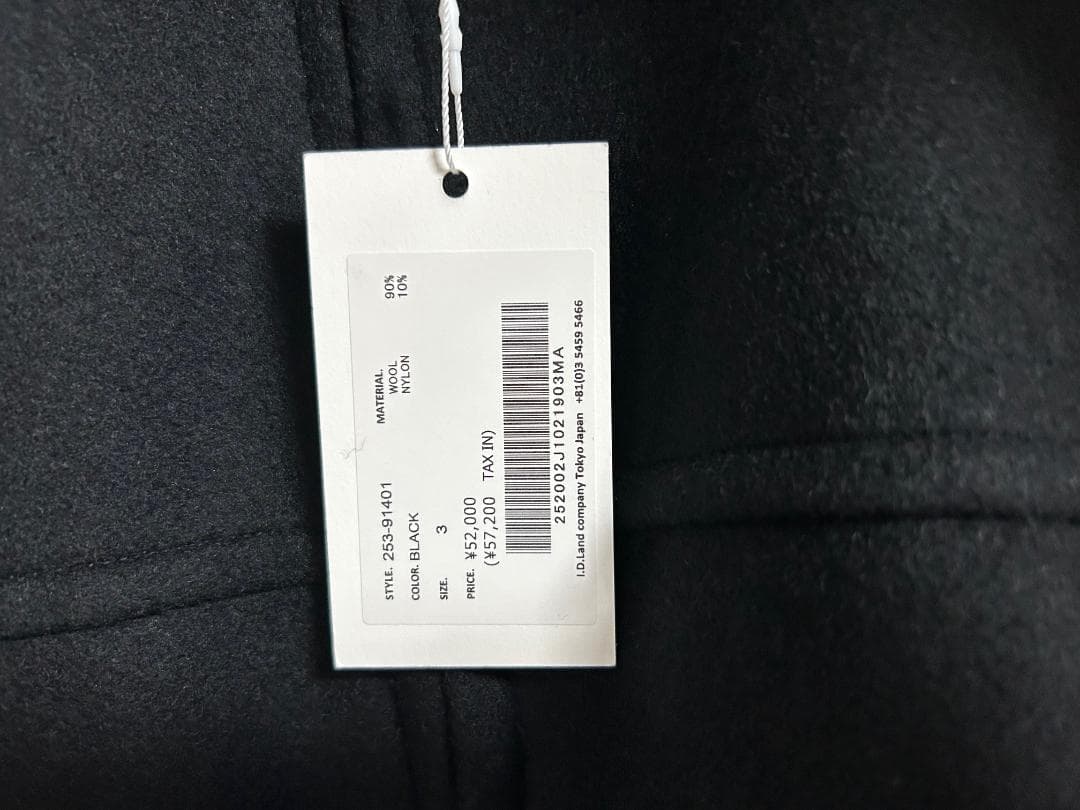 STYLE. 253-91401
MATERIAL.
COLOR. BLACK
WOOL 90%
NYLON 10%
SIZE. 3
PRICE. ¥52,000
(¥57,200 TAX IN)
252002J1021903MA
I.D.Land company Tokyo Japan +81(0)3 5459 5466